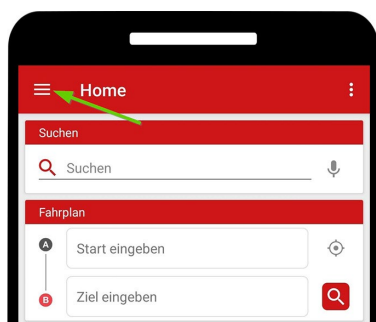 Home
Suchen
Suchen
Fahrplan
A
Start eingeben
B
Ziel eingeben